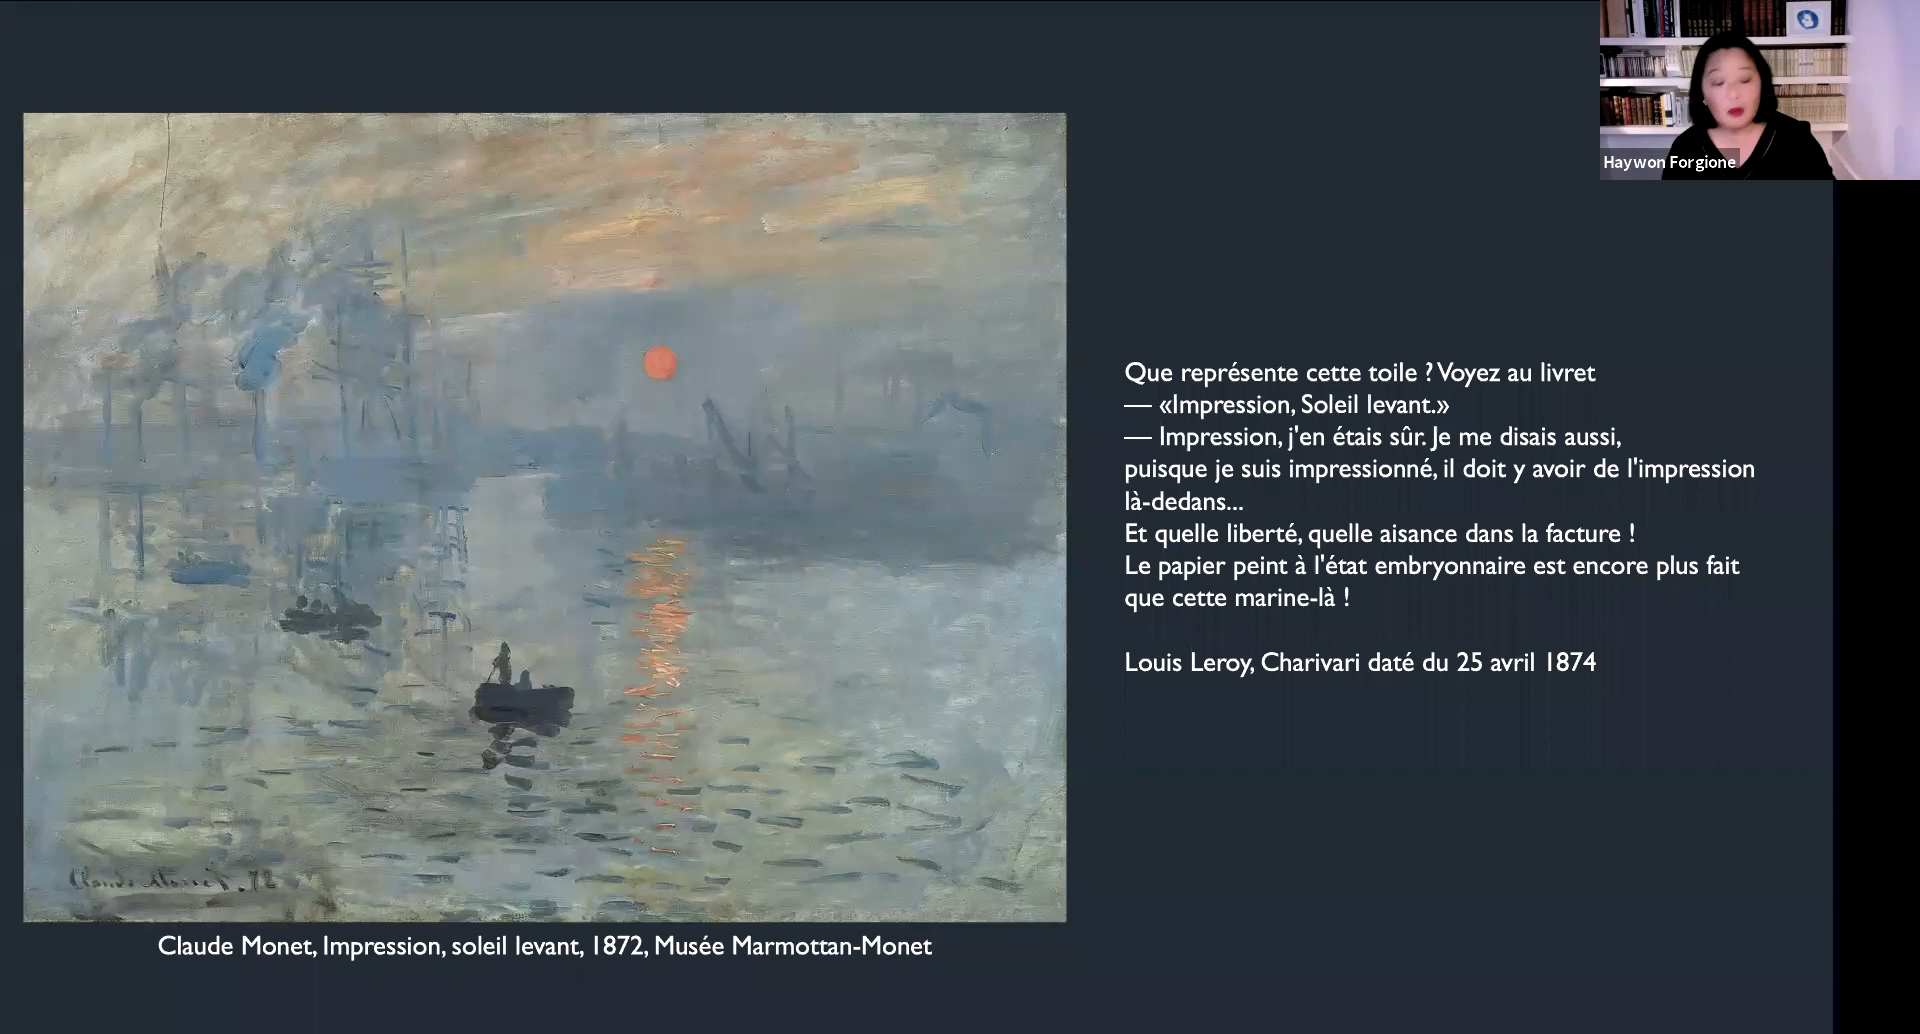 Haywon Forgione
Que représente cette toile ? Voyez au livret
— «Impression, Soleil levant.»
— Impression, j'en étais sûr. Je me disais aussi,
puisque je suis impressionné, il doit y avoir de l'impression
là-dedans...
Et quelle liberté, quelle aisance dans la facture !
Le papier peint à l'état embryonnaire est encore plus fait
que cette marine-là !
Louis Leroy, Charivari daté du 25 avril 1874
Claude Monet. 72
Claude Monet, Impression, soleil levant, 1872, Musée Marmottan-Monet